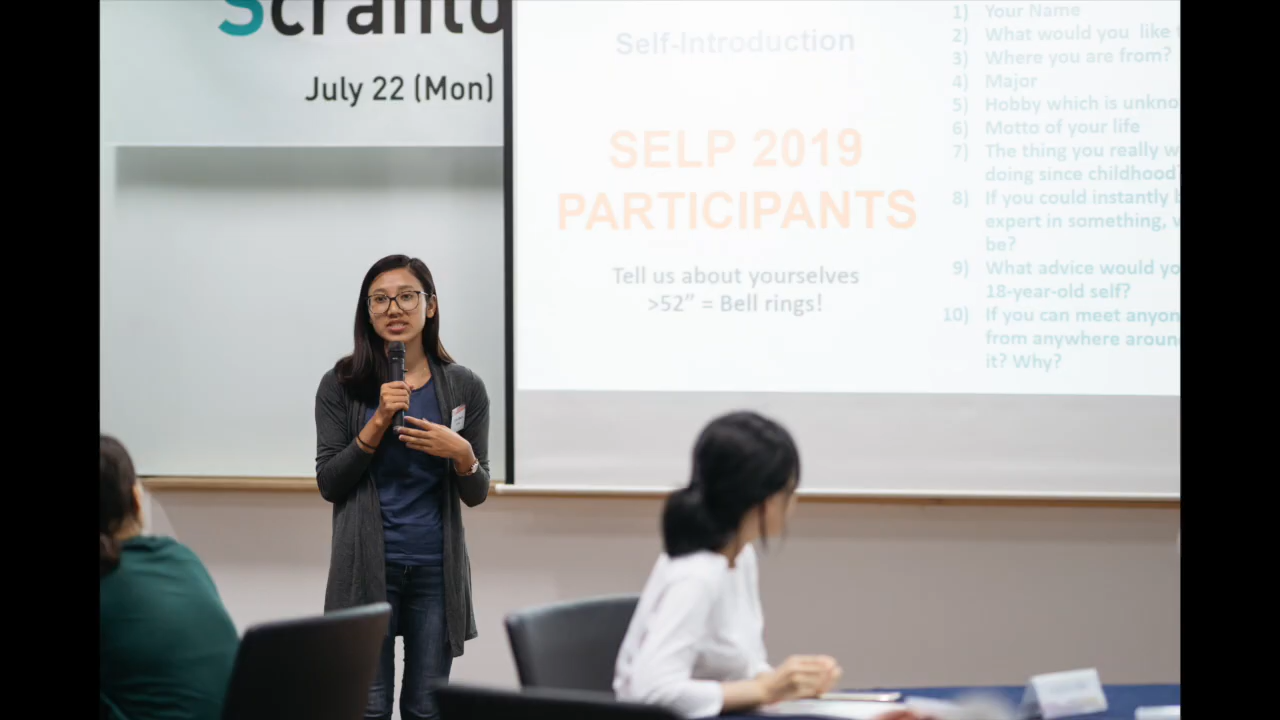 Scranto
July 22 (Mon)
Self-Introduction
SELP 2019
PARTICIPANTS
Tell us about yourselves
>52” = Bell rings!
1) Your Name
2) What would you like
3) Where you are from?
4) Major
5) Hobby which is unkno
6) Motto of your life
7) The thing you really w
doing since childhood?
8) If you could instantly b
expert in something, w
be?
9) What advice would yo
18-year-old self?
10) If you can meet anyon
from anywhere aroun
it? Why?